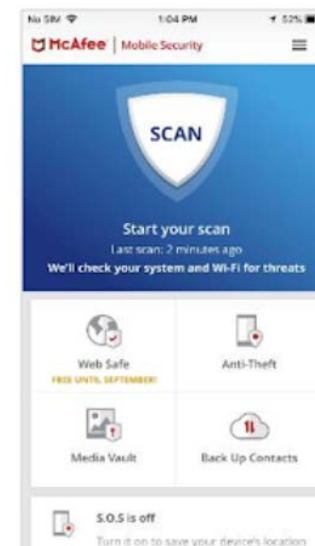 No SIM 1:04 PM 52%
McAfee | Mobile Security
SCAN
Start your scan
Last scan: 2 minutes ago
We'll check your system and Wi-Fi for threats
Web Safe
FREE UNTIL SEPTEMBER!
Anti-Theft
Media Vault
Back Up Contacts
S.O.S is off
Turn it on to save your device's location